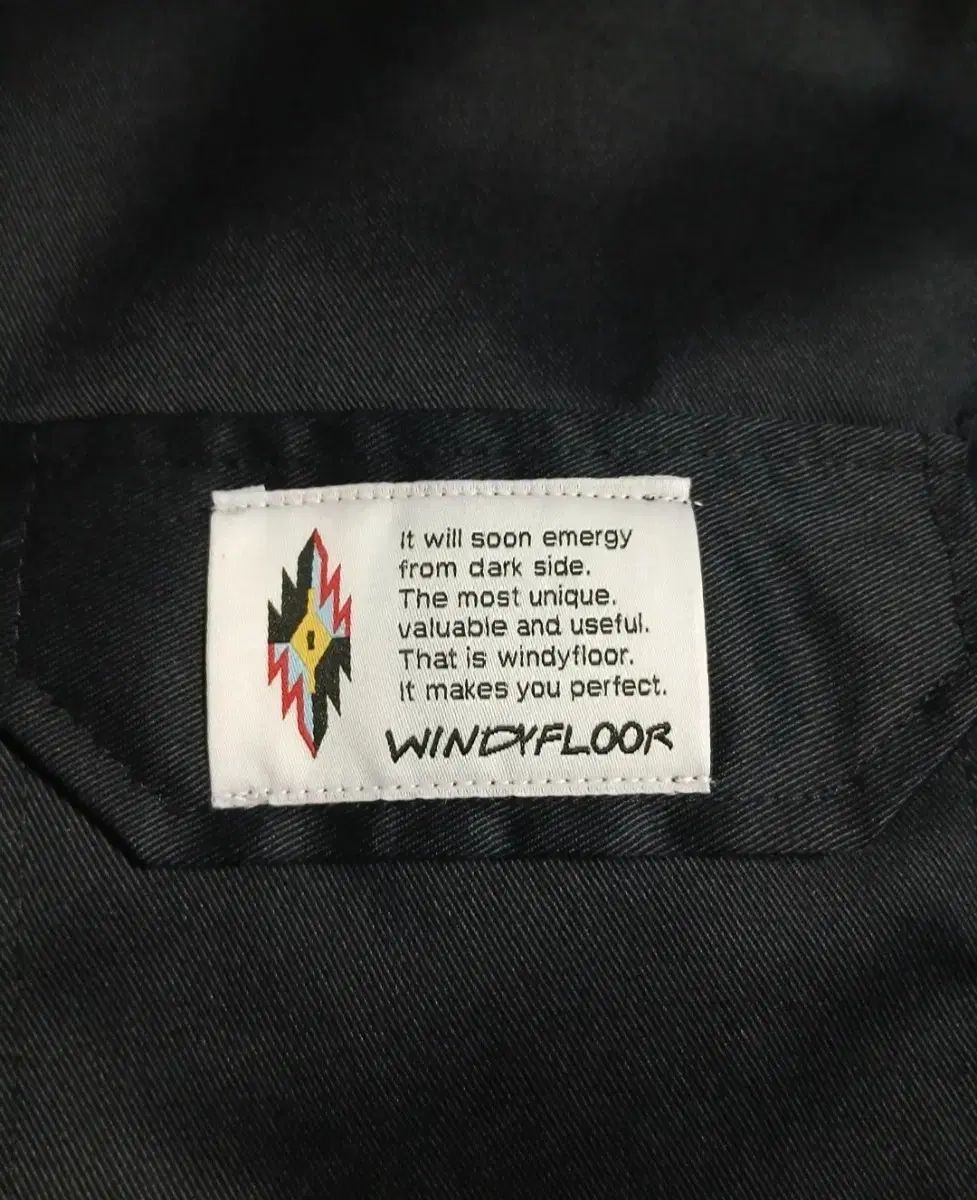 It will soon emergy
from dark side.
The most unique.
valuable and useful.
That is windyfloor.
It makes you perfect.
WINDYFLOOR